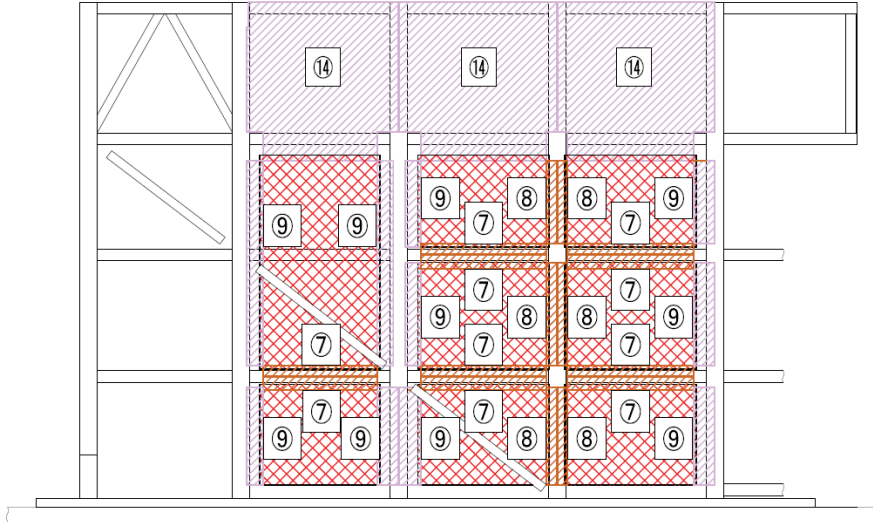 ⑭ ⑭ ⑭
⑨ ⑧ ⑧ ⑨
⑨ ⑨ ⑦ ⑦
⑦ ⑦
⑨ ⑧ ⑧ ⑨
⑦ ⑦ ⑦
⑦ ⑦ ⑦
⑨ ⑨ ⑨ ⑧ ⑧ ⑨